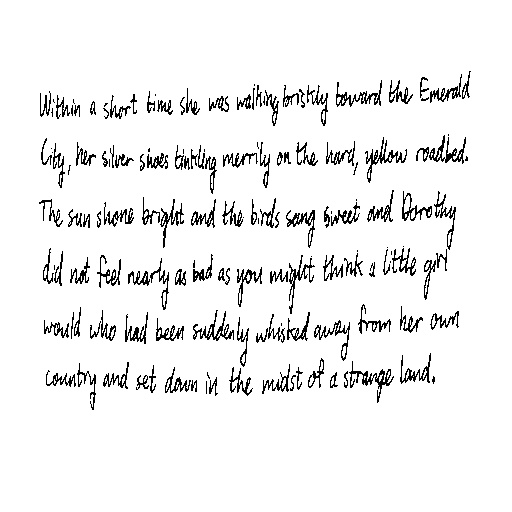 Within a short time she was walking briskly toward the Emerald
City, her silver shoes tinkling merrily on the hard, yellow roadbed.
The sun shone bright and the birds sang sweet and Dorothy
did not feel nearly as bad as you might think a little girl
would who had been suddenly whisked away from her own
country and set down in the midst of a strange land.